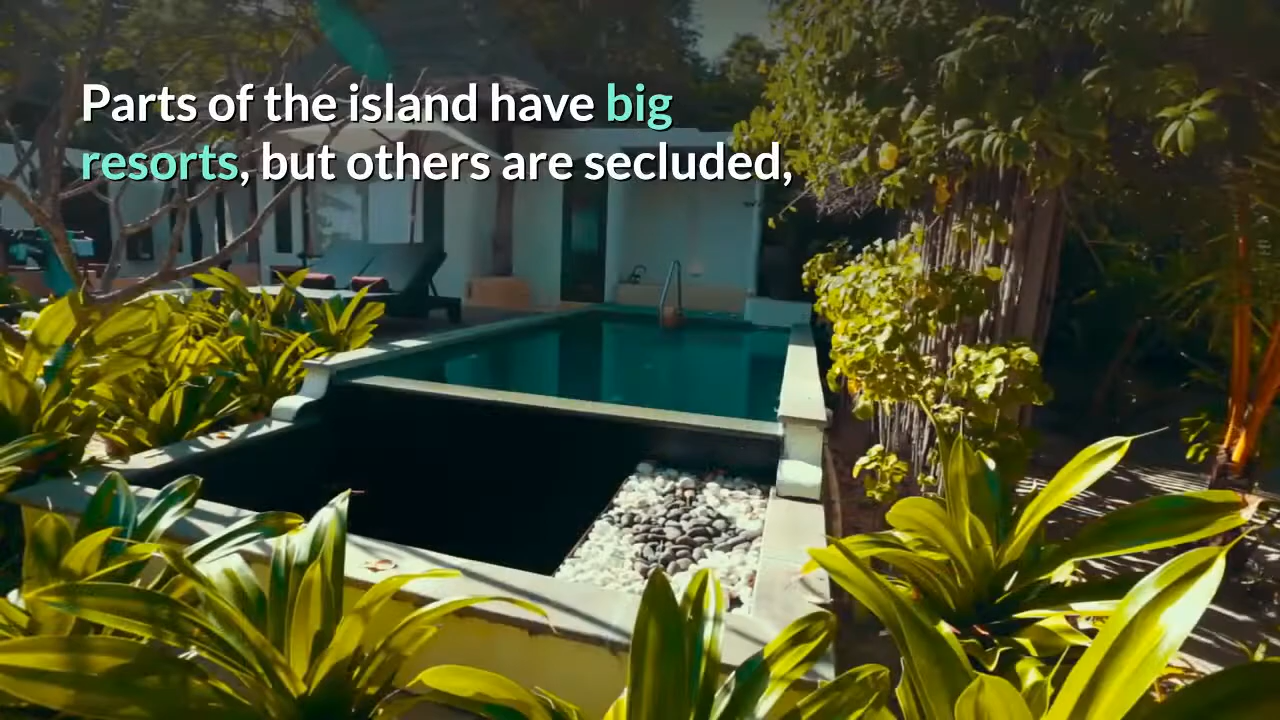 Parts of the island have big
resorts, but others are secluded,